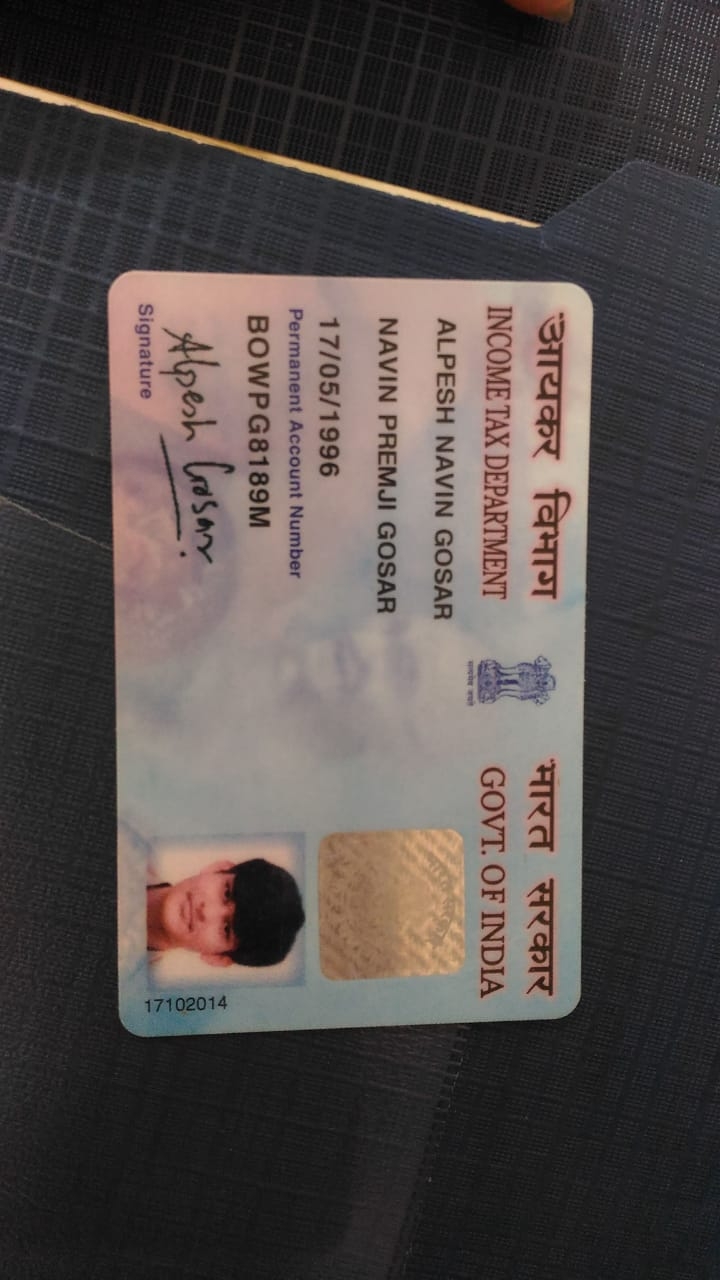 आयकर विभाग
INCOME TAX DEPARTMENT
भारत सरकार
GOVT. OF INDIA
सत्यमेव जयते
ALPESH NAVIN GOSAR
NAVIN PREMJI GOSAR
17/05/1996
Permanent Account Number
BOWPG8189M
Alpesh Gosar
Signature
17102014